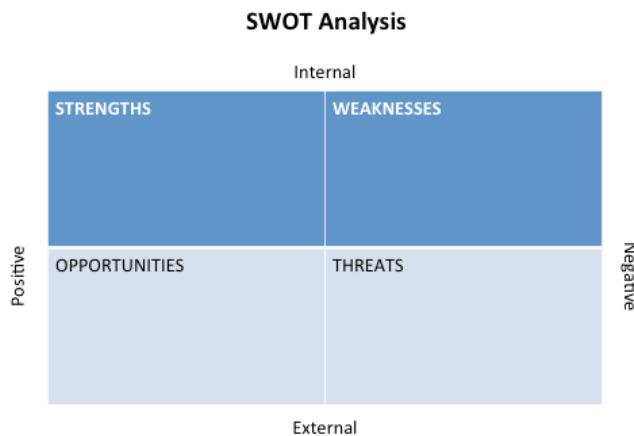 SWOT Analysis
Internal
STRENGTHS
WEAKNESSES
Positive
Negative
OPPORTUNITIES
THREATS
External